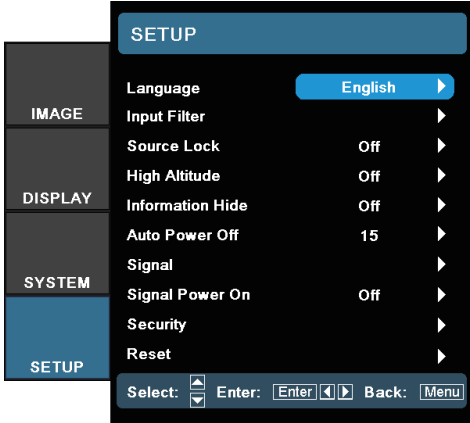 SETUP
IMAGE
DISPLAY
SYSTEM
SETUP
Language English
Input Filter
Source Lock Off
High Altitude Off
Information Hide Off
Auto Power Off 15
Signal
Signal Power On Off
Security
Reset
Select: Enter: Enter Back: Menu